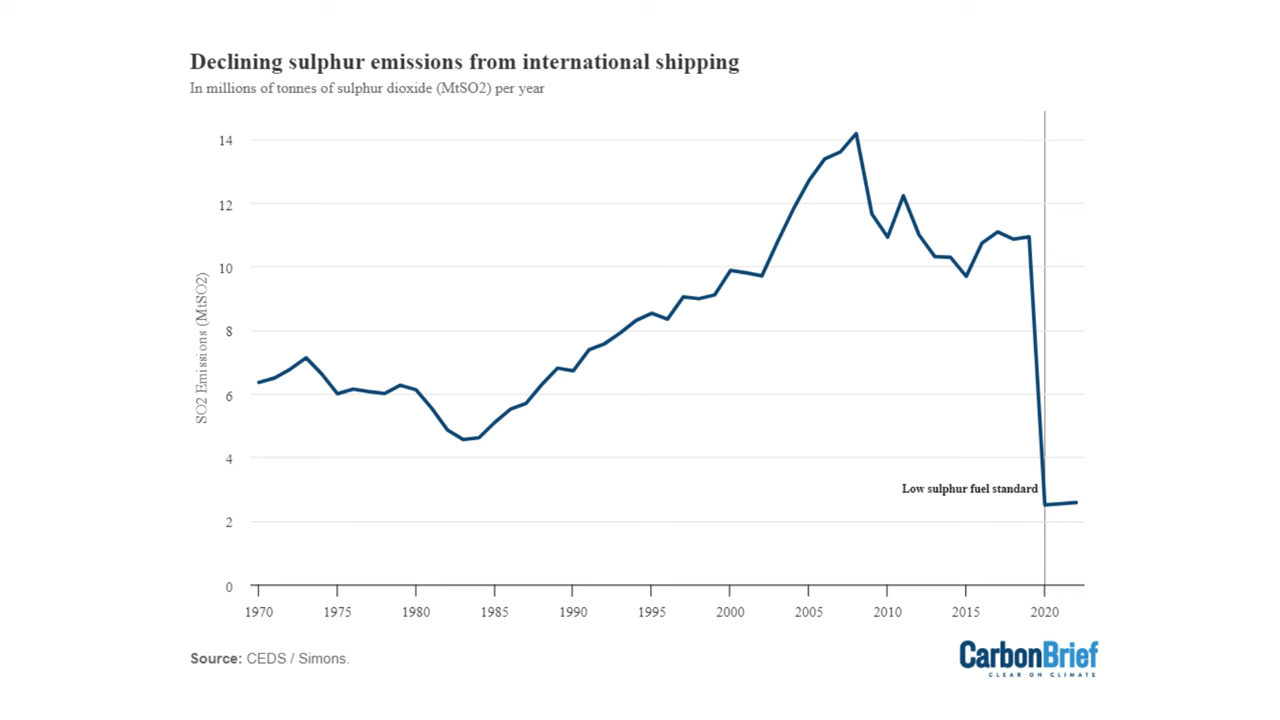 Declining sulphur emissions from international shipping
In millions of tonnes of sulphur dioxide (MtSO2) per year
SO2 Emissions (MtSO2)
14
12
10
8
6
4
2
0
Low sulphur fuel standard
1970 1975 1980 1985 1990 1995 2000 2005 2010 2015 2020
Source: CEDS / Simons.
CarbonBrief
CLEAR ON CLIMATE